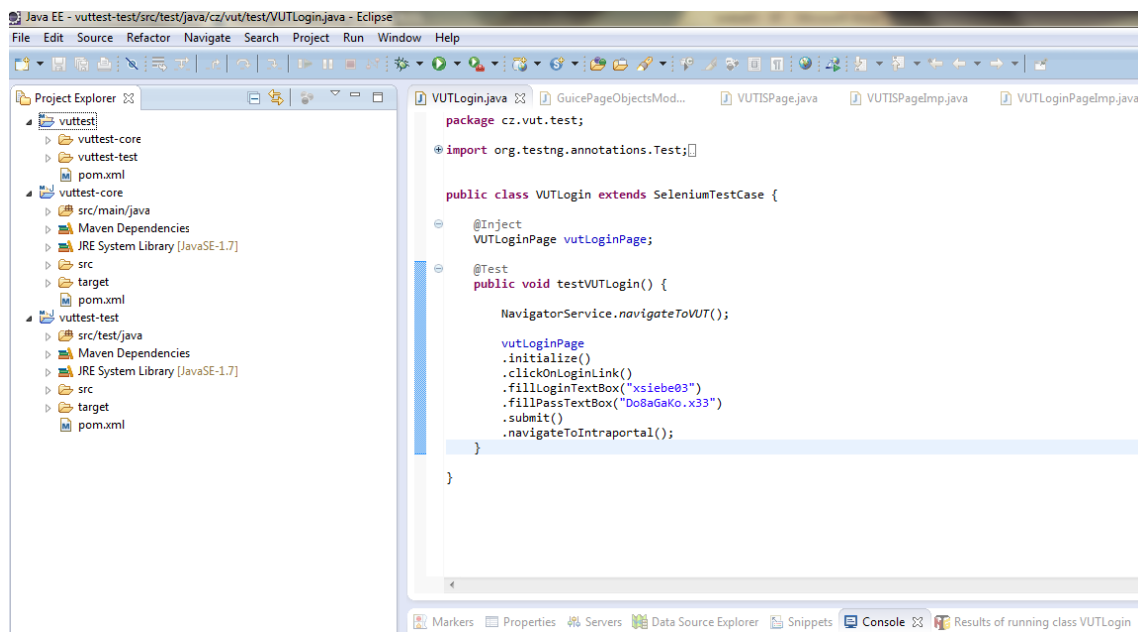 Java EE - vuttest-test/src/test/java/cz/vut/test/VUTLogin.java - Eclipse
File Edit Source Refactor Navigate Search Project Run Window Help
Project Explorer
vuttest
vuttest-core
vuttest-test
pom.xml
vuttest-core
src/main/java
Maven Dependencies
JRE System Library [JavaSE-1.7]
src
target
pom.xml
vuttest-test
src/test/java
Maven Dependencies
JRE System Library [JavaSE-1.7]
src
target
pom.xml
VUTLogin.java GuicePageObjectsMod... VUTISPage.java VUTISPageImp.java VUTLoginPageImp.java
package cz.vut.test;
import org.testng.annotations.Test;
public class VUTLogin extends SeleniumTestCase {
@Inject
VUTLoginPage vutLoginPage;
@Test
public void testVUTLogin() {
NavigatorService.navigateToVUT();
vutLoginPage
.initialize()
.clickOnLoginLink()
.fillLoginTextBox("xsiebe03")
.fillPassTextBox("Do8aGaKo.x33")
.submit()
.navigateToIntraportal();
}
}
Markers Properties Servers Data Source Explorer Snippets Console Results of running class VUTLogin